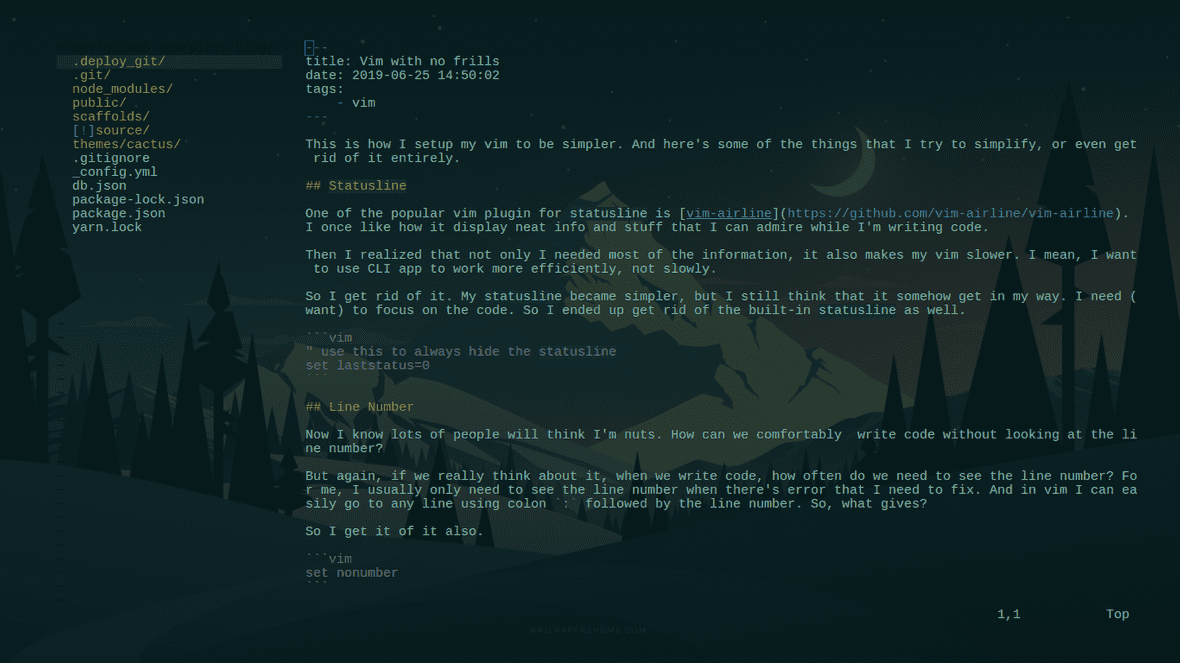 .deploy_git/
.git/
node_modules/
public/
scaffolds/
[!]source/
themes/cactus/
.gitignore
_config.yml
db.json
package-lock.json
package.json
yarn.lock
---
title: Vim with no frills
date: 2019-06-25 14:50:02
tags:
    - vim
---
This is how I setup my vim to be simpler. And here's some of the things that I try to simplify, or even get
 rid of it entirely.
## Statusline
One of the popular vim plugin for statusline is [vim-airline](https://github.com/vim-airline/vim-airline).
I once like how it display neat info and stuff that I can admire while I'm writing code.
Then I realized that not only I needed most of the information, it also makes my vim slower. I mean, I want
 to use CLI app to work more efficiently, not slowly.
So I get rid of it. My statusline became simpler, but I still think that it somehow get in my way. I need (
want) to focus on the code. So I ended up get rid of the built-in statusline as well.
```vim
" use this to always hide the statusline
set laststatus=0
```
## Line Number
Now I know lots of people will think I'm nuts. How can we comfortably  write code without looking at the li
ne number?
But again, if we really think about it, when we write code, how often do we need to see the line number? Fo
r me, I usually only need to see the line number when there's error that I need to fix. And in vim I can ea
sily go to any line using colon `:` followed by the line number. So, what gives?
So I get it of it also.
```vim
set nonumber
```
1,1 Top
WALLPAPERSHOME.COM